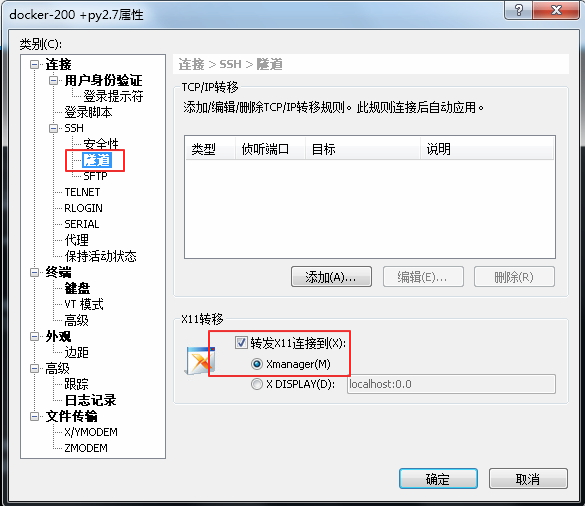 docker-200 +py2.7属性
类别(C):
连接
用户身份验证
登录提示符
登录脚本
SSH
安全性
隧道
SFTP
TELNET
RLOGIN
SERIAL
代理
保持活动状态
终端
键盘
VT 模式
高级
外观
边距
高级
跟踪
日志记录
文件传输
X/YMODEM
ZMODEM
连接 > SSH > 隧道
TCP/IP转移
添加/编辑/删除TCP/IP转移规则。此规则连接后自动应用。
类型 侦听端口 目标 说明
添加(A)... 编辑(E)... 删除(R)
X11转移
转发X11连接到(X):
Xmanager(M)
X DISPLAY(D): localhost:0.0
确定 取消